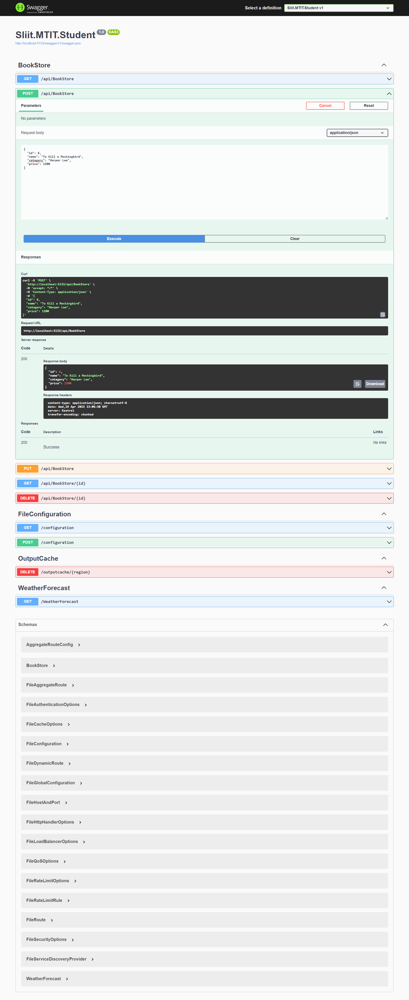 Swagger.
Supported by SMARTBEAR
Select a definition
Sliit.MTIT.Student v1
Sliit.MTIT.Student 1.0 OAS3
http://localhost:5133/swagger/v1/swagger.json
BookStore
GET /api/BookStore
POST /api/BookStore
Parameters
Cancel
Reset
No parameters
Request body
application/json
{
"id": 6,
"name": "To Kill a Mockingbird",
"catagory": "Harper Lee",
"price": 1200
}
Execute
Clear
Responses
Curl
curl -X 'POST' \
'http://localhost:5133/api/BookStore' \
-H 'accept: */*' \
-H 'Content-Type: application/json' \
-d '{
"id": 6,
"name": "To Kill a Mockingbird",
"catagory": "Harper Lee",
"price": 1200
}'
Request URL
http://localhost:5133/api/BookStore
Server response
Code Details
200
Response body
{
"id": 6,
"name": "To Kill a Mockingbird",
"catagory": "Harper Lee",
"price": 1200
}
Download
Response headers
content-type: application/json; charset=utf-8
date: Wed,19 Apr 2023 13:06:30 GMT
server: Kestrel
transfer-encoding: chunked
Responses
Code Description Links
200 No links
Success
PUT /api/BookStore
GET /api/BookStore/{id}
DELETE /api/BookStore/{id}
FileConfiguration
GET /configuration
POST /configuration
OutputCache
DELETE /outputcache/{region}
WeatherForecast
GET /WeatherForecast
Schemas
AggregateRouteConfig
BookStore
FileAggregateRoute
FileAuthenticationOptions
FileCacheOptions
FileConfiguration
FileDynamicRoute
FileGlobalConfiguration
FileHostAndPort
FileHttpHandlerOptions
FileLoadBalancerOptions
FileQoSOptions
FileRateLimitOptions
FileRateLimitRule
FileRoute
FileSecurityOptions
FileServiceDiscoveryProvider
WeatherForecast